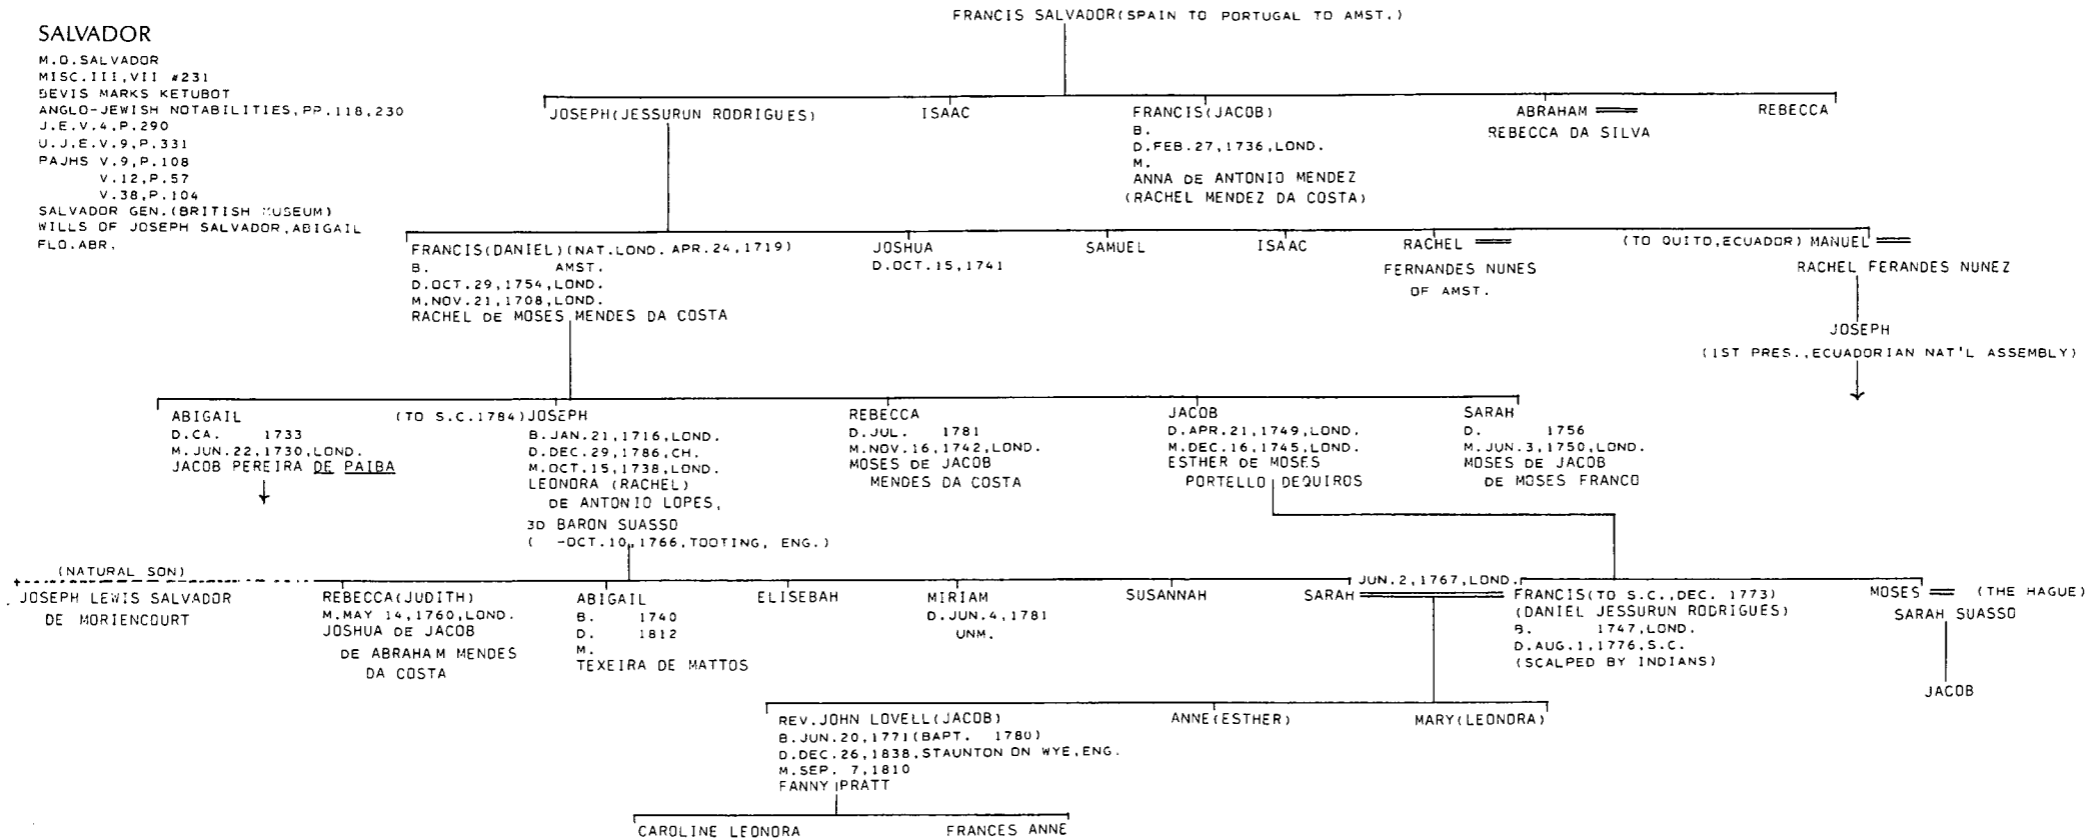 SALVADOR
M.O.SALVADOR
MISC.III,VII #231
BEVIS MARKS KETUBOT
ANGLO-JEWISH NOTABILITIES,PP.118,230
J.E.V.4,P.290
U.J.E.V.9,P.331
PAJHS V.9,P.108
V.12,P.57
V.38,P.104
SALVADOR GEN.(BRITISH MUSEUM)
WILLS OF JOSEPH SALVADOR,ABIGAIL
FLO.ABR.
FRANCIS SALVADOR(SPAIN TO PORTUGAL TO AMST.)
JOSEPH(JESSURUN RODRIGUES)
ISAAC
FRANCIS(JACOB)
B.
D.FEB.27,1736,LOND.
M.
ANNA DE ANTONIO MENDEZ
(RACHEL MENDEZ DA COSTA)
ABRAHAM
REBECCA DA SILVA
REBECCA
FRANCIS(DANIEL)(NAT.LOND.APR.24,1719)
B. AMST.
D.OCT.29,1754,LOND.
M.NOV.21,1708,LOND.
RACHEL DE MOSES MENDES DA COSTA
JOSHUA
D.OCT.15,1741
SAMUEL
ISAAC
RACHEL
FERNANDES NUNES
OF AMST.
(TO QUITO,ECUADOR) MANUEL
RACHEL FERANDES NUNEZ
JOSEPH
(1ST PRES.,ECUADORIAN NAT'L ASSEMBLY)
ABIGAIL
D.CA. 1733
M.JUN.22,1730,LOND.
JACOB PEREIRA DE PAIBA
(TO S.C.1784)JOSEPH
B.JAN.21,1716,LOND.
D.DEC.29,1786,CH.
M.OCT.15,1738,LOND.
LEONORA (RACHEL)
DE ANTONIO LOPES,
3D BARON SUASSO
( -OCT.10,1766,TOOTING, ENG.)
REBECCA
D.JUL. 1781
M.NOV.16,1742,LOND.
MOSES DE JACOB
MENDES DA COSTA
JACOB
D.APR.21,1749,LOND.
M.DEC.16,1745,LOND.
ESTHER DE MOSES
PORTELLO DEQUIROS
SARAH
D. 1756
M.JUN.3,1750,LOND.
MOSES DE JACOB
DE MOSES FRANCO
(NATURAL SON)
JOSEPH LEWIS SALVADOR
DE MORIENCOURT
REBECCA(JUDITH)
M.MAY 14,1760,LOND.
JOSHUA DE JACOB
DE ABRAHAM MENDES
DA COSTA
ABIGAIL
B. 1740
D. 1812
M.
TEXEIRA DE MATTOS
ELISEBAH
MIRIAM
D.JUN.4,1781
UNM.
SUSANNAH
SARAH
JUN.2,1767,LOND.
FRANCIS(TO S.C.,DEC. 1773)
(DANIEL JESSURUN RODRIGUES)
B. 1747,LOND.
D.AUG.1,1776,S.C.
(SCALPED BY INDIANS)
MOSES (THE HAGUE)
SARAH SUASSO
JACOB
REV.JOHN LOVELL(JACOB)
B.JUN.20,1771(BAPT. 1780)
D.DEC.26,1838,STAUNTON ON WYE,ENG.
M.SEP. 7,1810
FANNY PRATT
ANNE(ESTHER)
MARY(LEONORA)
CAROLINE LEONORA
FRANCES ANNE